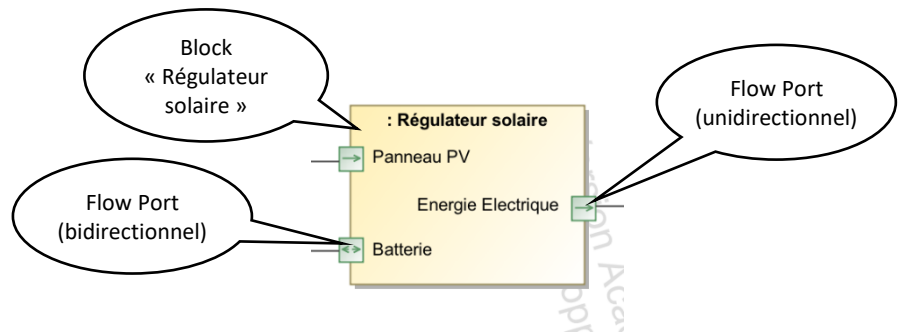 Block
« Régulateur
solaire »
Flow Port
(unidirectionnel)
: Régulateur solaire
Panneau PV
Energie Electrique
Flow Port
(bidirectionnel)
Batterie